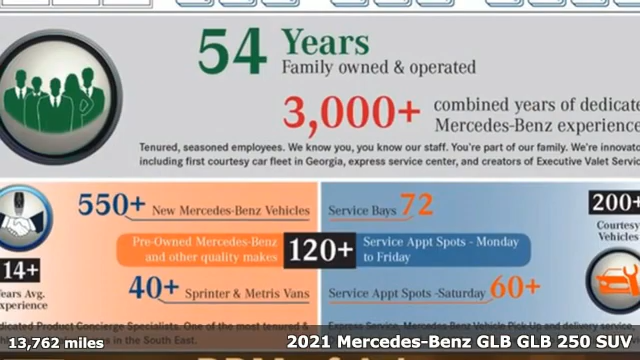 54 Years
Family owned & operated
3,000+ combined years of dedicate
Mercedes-Benz experience
Tenured, seasoned employees. We know you, you know our staff. You're part of our family. We're innovato
including first courtesy car fleet in Georgia, express service center, and creators of Executive Valet Servic
550+ New Mercedes-Benz Vehicles
Service Bays 72
200+
Courtesy
Vehicles
Pre-Owned Mercedes-Benz
and other quality makes
120+
Service Appt Spots - Monday
to Friday
14+
Years Avg.
xperience
40+ Sprinter & Metris Vans
Service Appt Spots -Saturday 60+
dicated Product Concierge Specialists. One of the most tenured &
in the South East.
Express Service. Mercedes-Benz Vehicle Pick-Up and delivery service.
13,762 miles
2021 Mercedes-Benz GLB GLB 250 SUV